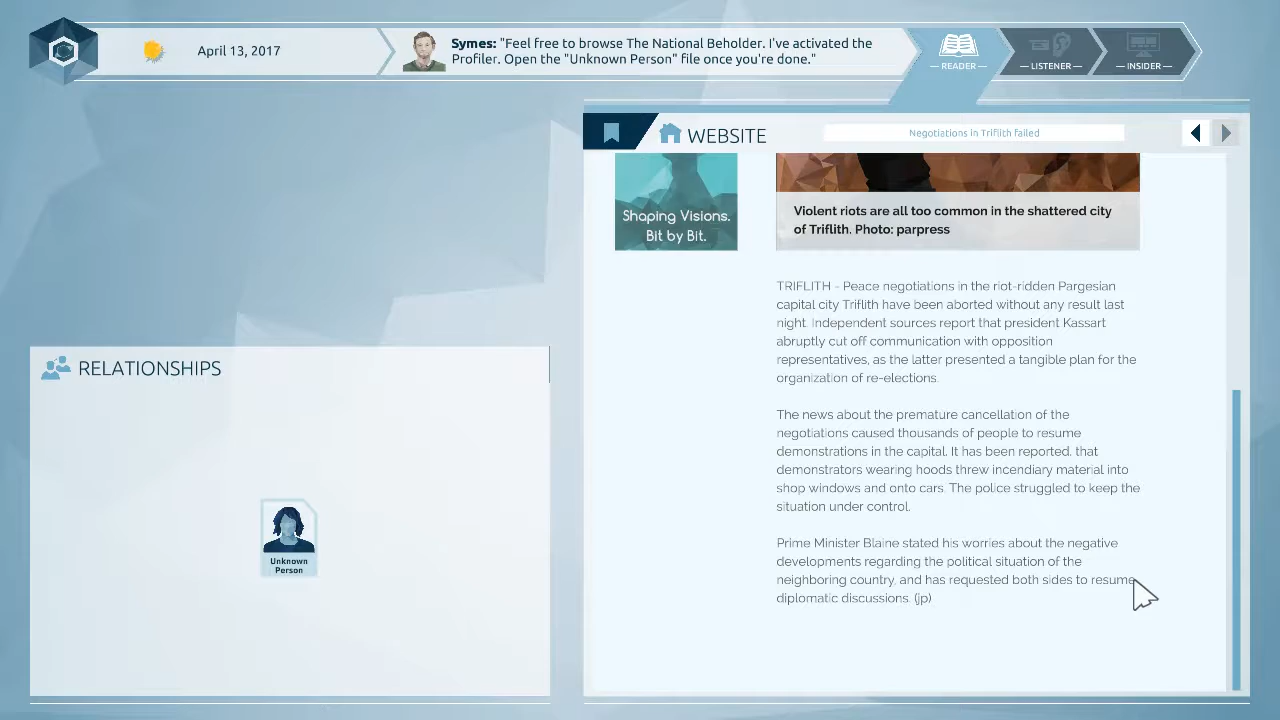 April 13, 2017
Symes: "Feel free to browse The National Beholder. I've activated the
rofiler. Open the "Unknown Person" file once you're done."
— READER —
— LISTENER —
— INSIDER —
WEBSITE
Negotiations in Triflith failed
Shaping Visions.
Bit by Bit.
Violent riots are all too common in the shattered city
of Triflith. Photo: parpress
TRIFLITH - Peace negotiations in the riot-ridden Pargesian
capital city Triflith have been aborted without any result last
night. Independent sources report that president Kassart
abruptly cut off communication with opposition
representatives, as the latter presented a tangible plan for the
organization of re-elections.
The news about the premature cancellation of the
negotiations caused thousands of people to resume
demonstrations in the capital. It has been reported, that
demonstrators wearing hoods threw incendiary material into
shop windows and onto cars. The police struggled to keep the
situation under control.
Prime Minister Blaine stated his worries about the negative
developments regarding the political situation of the
neighboring country, and has requested both sides to resume
diplomatic discussions. (jp)
RELATIONSHIPS
Unknown
Person